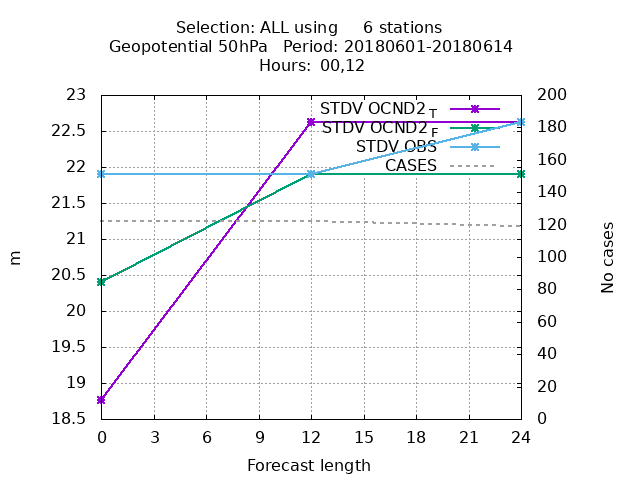 Selection: ALL using     6 stations
Geopotential 50hPa   Period: 20180601-20180614
Hours:  00,12
STDV OCND2 T
STDV OCND2 F
STDV OBS
CASES
23
22.5
22
21.5
21
20.5
20
19.5
19
18.5
200
180
160
140
120
100
80
60
40
20
0
m
No cases
0 3 6 9 12 15 18 21 24
Forecast length